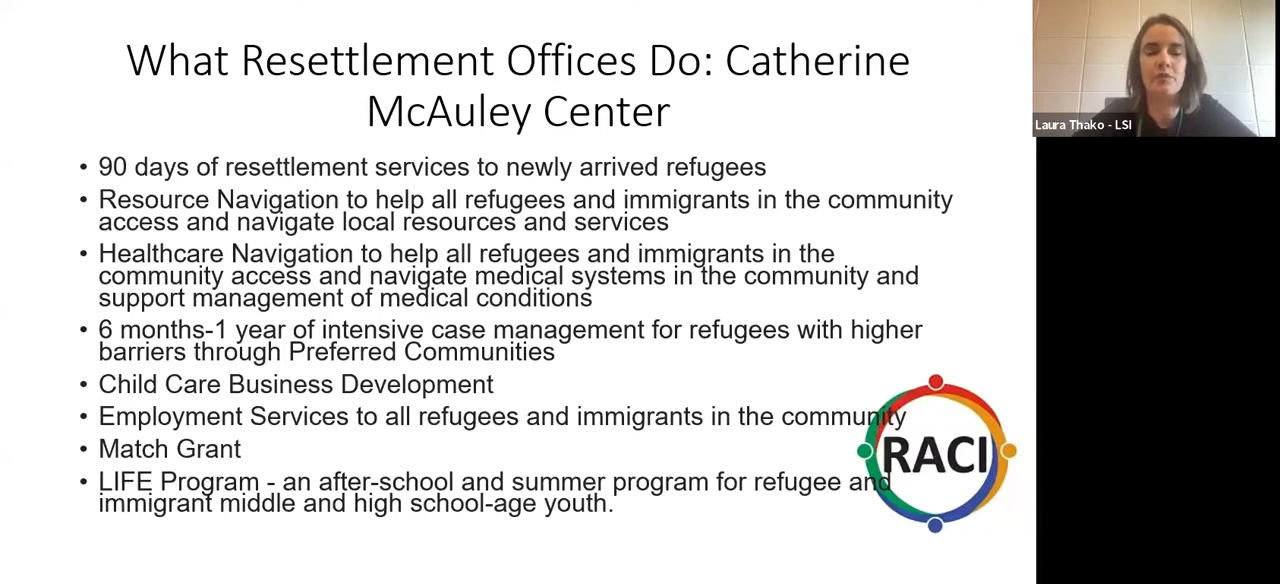 What Resettlement Offices Do: Catherine
McAuley Center
• 90 days of resettlement services to newly arrived refugees
• Resource Navigation to help all refugees and immigrants in the community
access and navigate local resources and services
• Healthcare Navigation to help all refugees and immigrants in the
community access and navigate medical systems in the community and
support management of medical conditions
• 6 months-1 year of intensive case management for refugees with higher
barriers through Preferred Communities
• Child Care Business Development
• Employment Services to all refugees and immigrants in the community
• Match Grant
• LIFE Program - an after-school and summer program for refugee and
immigrant middle and high school-age youth.
RACI
Laura Thako - LSI